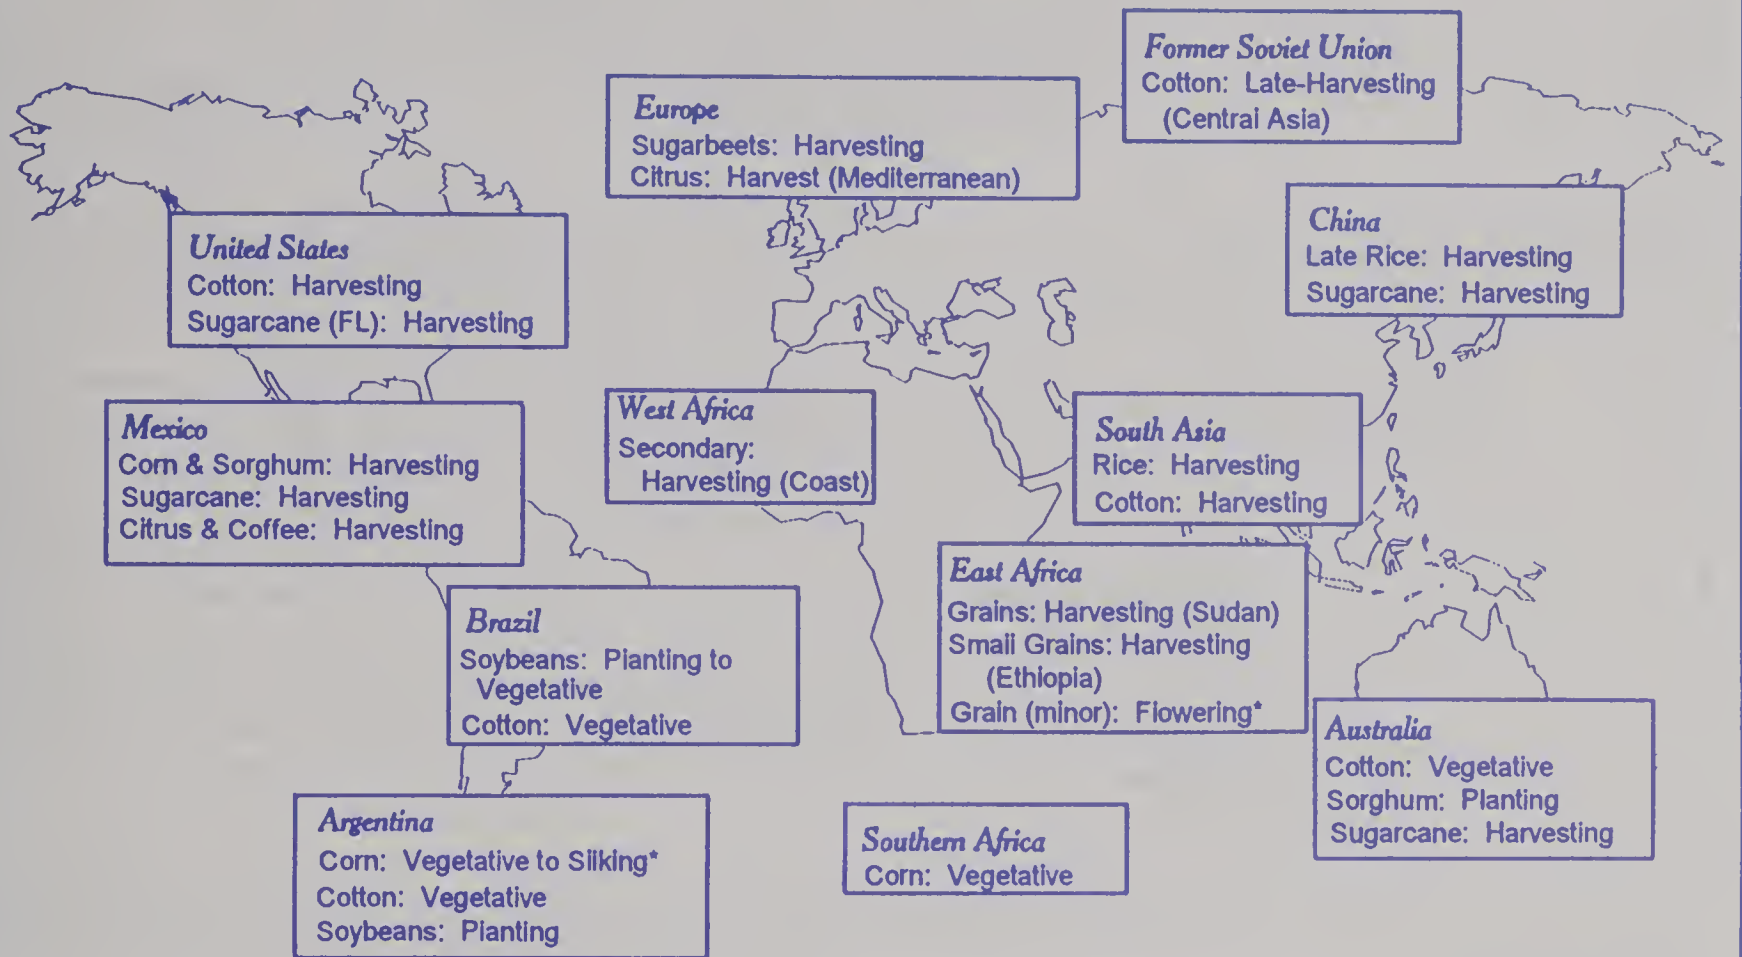 Former Soviet Union
Cotton: Late-Harvesting
(Central Asia)
Europe
Sugarbeets: Harvesting
Citrus: Harvest (Mediterranean)
China
Late Rice: Harvesting
Sugarcane: Harvesting
United States
Cotton: Harvesting
Sugarcane (FL): Harvesting
West Africa
Secondary:
Harvesting (Coast)
South Asia
Rice: Harvesting
Cotton: Harvesting
Mexico
Corn & Sorghum: Harvesting
Sugarcane: Harvesting
Citrus & Coffee: Harvesting
East Africa
Grains: Harvesting (Sudan)
Small Grains: Harvesting
(Ethiopia)
Grain (minor): Flowering*
Brazil
Soybeans: Planting to
Vegetative
Cotton: Vegetative
Australia
Cotton: Vegetative
Sorghum: Planting
Sugarcane: Harvesting
Argentina
Corn: Vegetative to Silking*
Cotton: Vegetative
Soybeans: Planting
Southern Africa
Corn: Vegetative